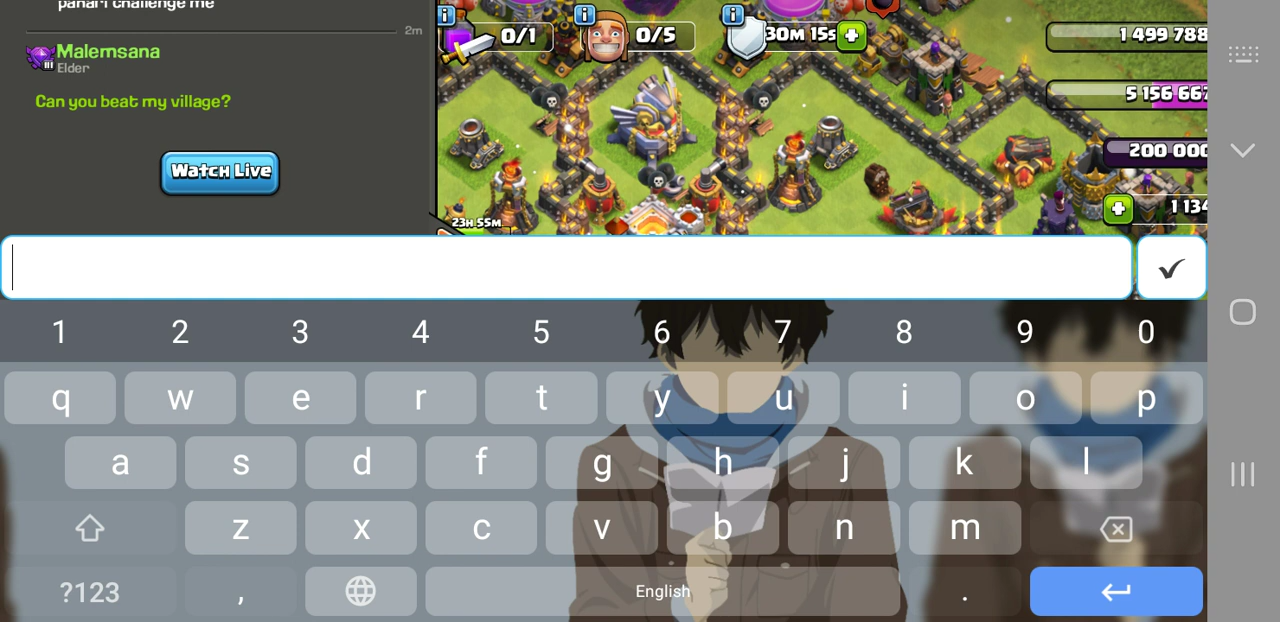 panari challenge me
2m
Malemsana
III
Elder
Can you beat my village?
Watch Live
i
i
i
0/1
0/5
30M 15s
+
1 499 788
5 156 667
200 000
+
1 134
23H 55M
1 2 3 4 5 6 7 8 9 0
q w e r t y u i o p
a s d f g h j k l
z x c v b n m
?123 , English .